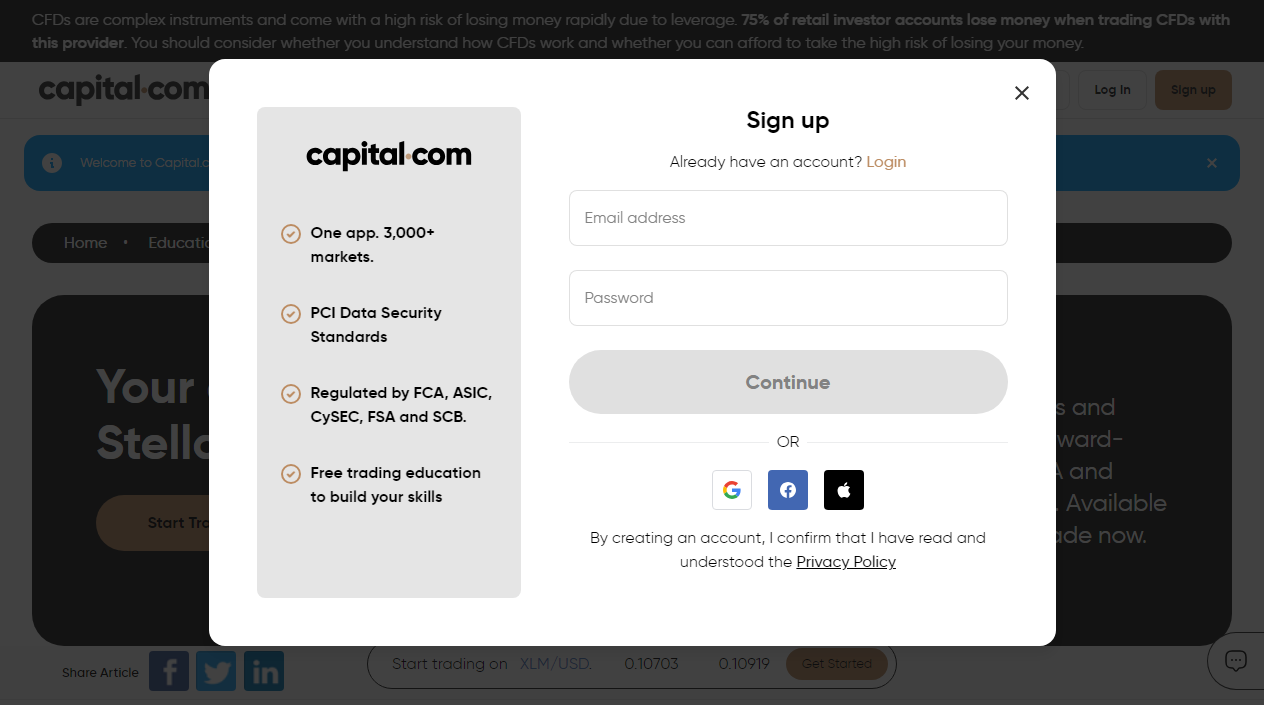 CFDs are complex instruments and come with a high risk of losing money rapidly due to leverage. 75% of retail investor accounts lose money when trading CFDs with
this provider. You should consider whether you understand how CFDs work and whether you can afford to take the high risk of losing your money.
capital.com
Log In
Sign up
Welcome to Capital.c
Home • Educatio
Your
Stell
Start Tra
s and
ward-
A and
. Available
ade now.
capital.com
One app. 3,000+
markets.
PCI Data Security
Standards
Regulated by FCA, ASIC,
CySEC, FSA and SCB.
Free trading education
to build your skills
Sign up
Already have an account? Login
Email address
Password
Continue
OR
By creating an account, I confirm that I have read and
understood the Privacy Policy
Share Article
Start trading on XLM/USD. 0.10703 0.10919 Get Started